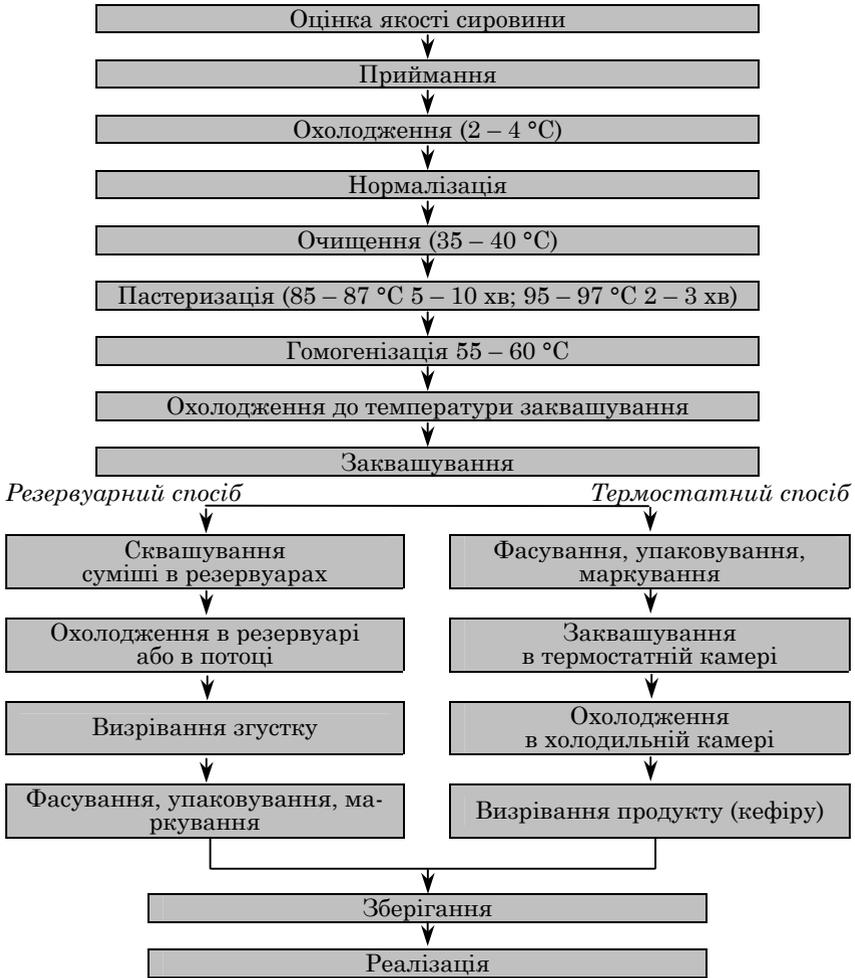 Оцінка якості сировини
Приймання
Охолодження (2 – 4 °С)
Нормалізація
Очищення (35 – 40 °С)
Пастеризація (85 – 87 °С 5 – 10 хв; 95 – 97 °С 2 – 3 хв)
Гомогенізація 55 – 60 °С
Охолодження до температури заквашування
Заквашування
Резервуарний спосіб
Сквашування
суміші в резервуарах
Охолодження в резервуарі
або в потоці
Визрівання згустку
Фасування, упаковування, ма-
ркування
Термостатний спосіб
Фасування, упаковування,
маркування
Заквашування
в термостатній камері
Охолодження
в холодильній камері
Визрівання продукту (кефіру)
Зберігання
Реалізація